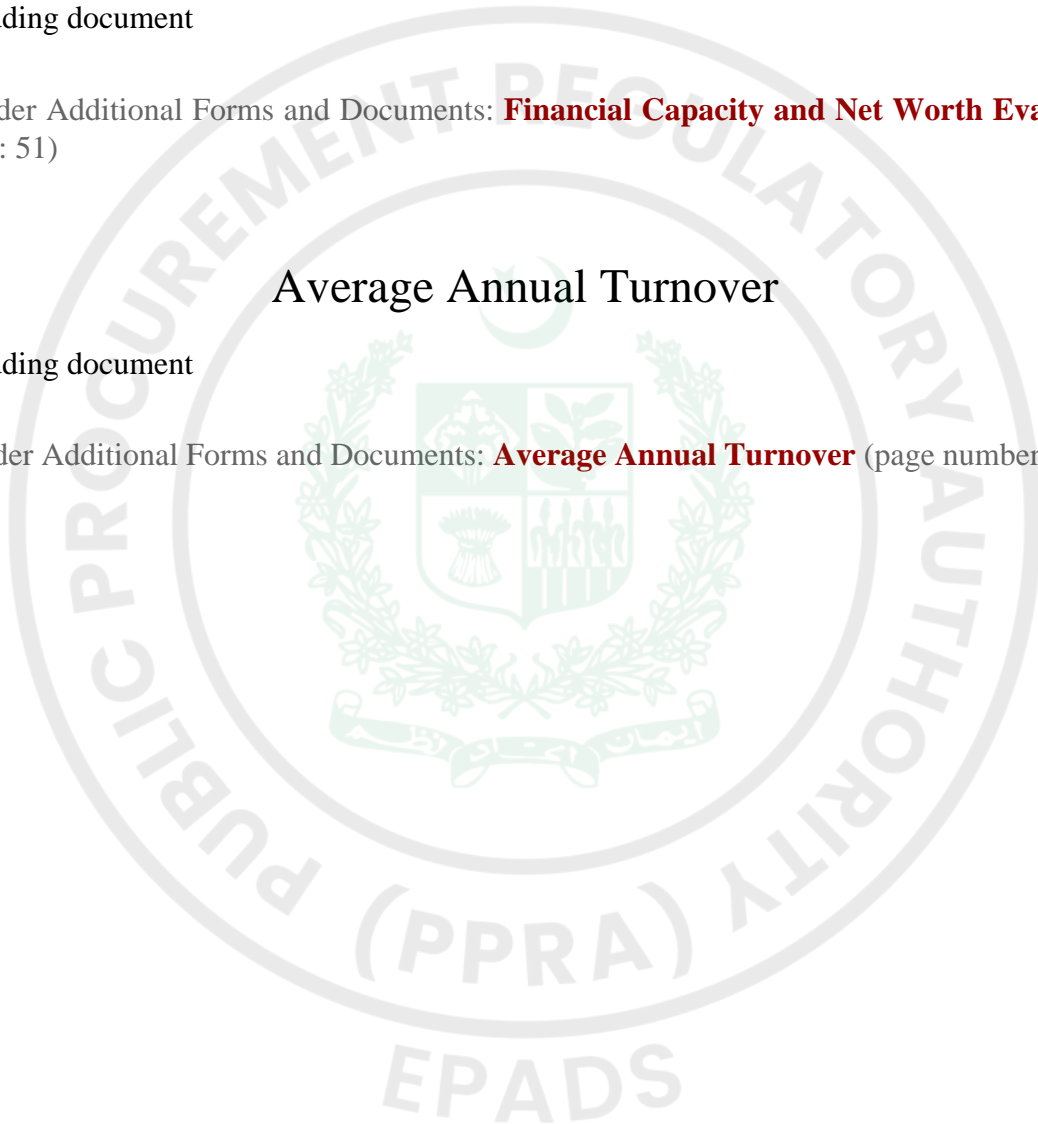 ding document
der Additional Forms and Documents: Financial Capacity and Net Worth Eva
: 51)
Average Annual Turnover
ding document
der Additional Forms and Documents: Average Annual Turnover (page number
PUBLIC PROCUREMENT REGULATORY AUTHORITY
(PPRA)
EPADS